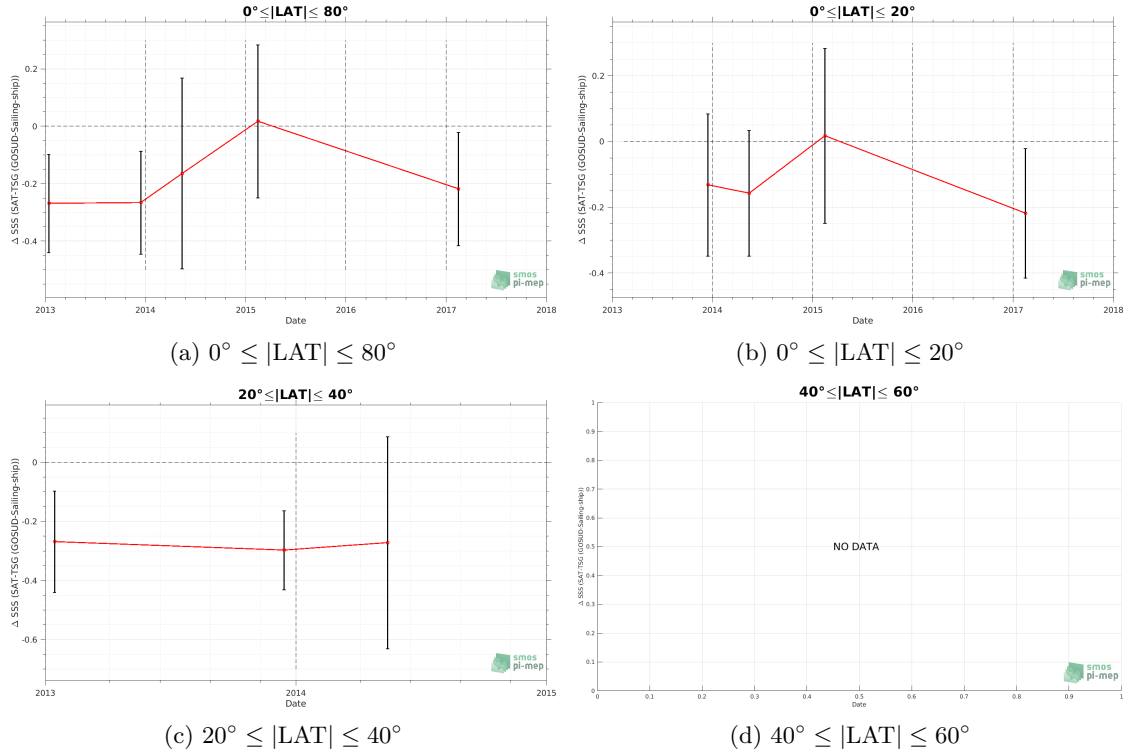 0°≤|LAT|≤ 80°
Δ SSS (SAT-TSG (GOSUD-Sailing-ship))
0.2
0
-0.2
-0.4
2013 2014 2015 2016 2017 2018
Date
smos
pi-mep
(a) 0° ≤ |LAT| ≤ 80°
0°≤|LAT|≤ 20°
Δ SSS (SAT-TSG (GOSUD-Sailing-ship))
0.2
0
-0.2
-0.4
2013 2014 2015 2016 2017 2018
Date
smos
pi-mep
(b) 0° ≤ |LAT| ≤ 20°
20°≤|LAT|≤ 40°
Δ SSS (SAT-TSG (GOSUD-Sailing-ship))
0
-0.2
-0.4
-0.6
2013 2014 2015
Date
smos
pi-mep
(c) 20° ≤ |LAT| ≤ 40°
40°≤|LAT|≤ 60°
Δ SSS (SAT-TSG (GOSUD-Sailing-ship))
1
0.9
0.8
0.7
0.6
0.5
0.4
0.3
0.2
0.1
0
NO DATA
0 0.1 0.2 0.3 0.4 0.5 0.6 0.7 0.8 0.9 1
Date
smos
pi-mep
(d) 40° ≤ |LAT| ≤ 60°